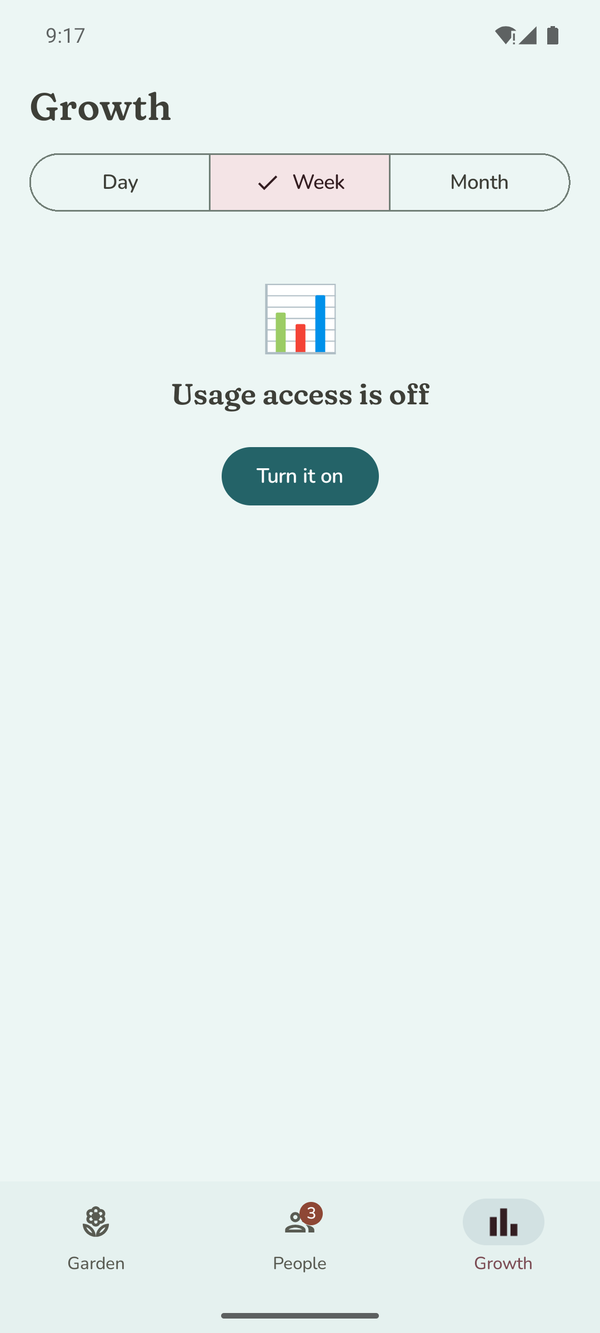 9:17
Growth
Day
Week
Month
Usage access is off
Turn it on
3
Garden
People
Growth